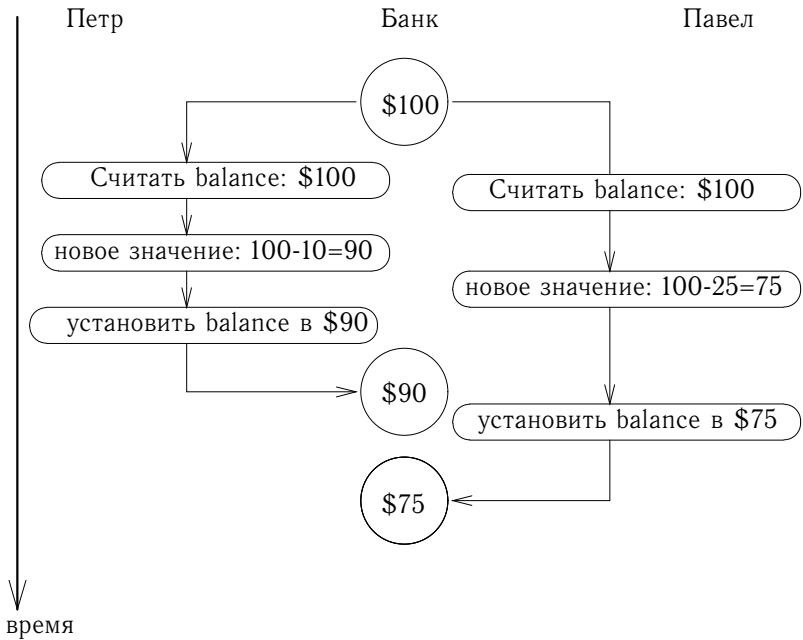 Петр Банк Павел
$100
Считать balance: $100
Считать balance: $100
новое значение: 100-10=90
новое значение: 100-25=75
установить balance в $90
$90
установить balance в $75
$75
время